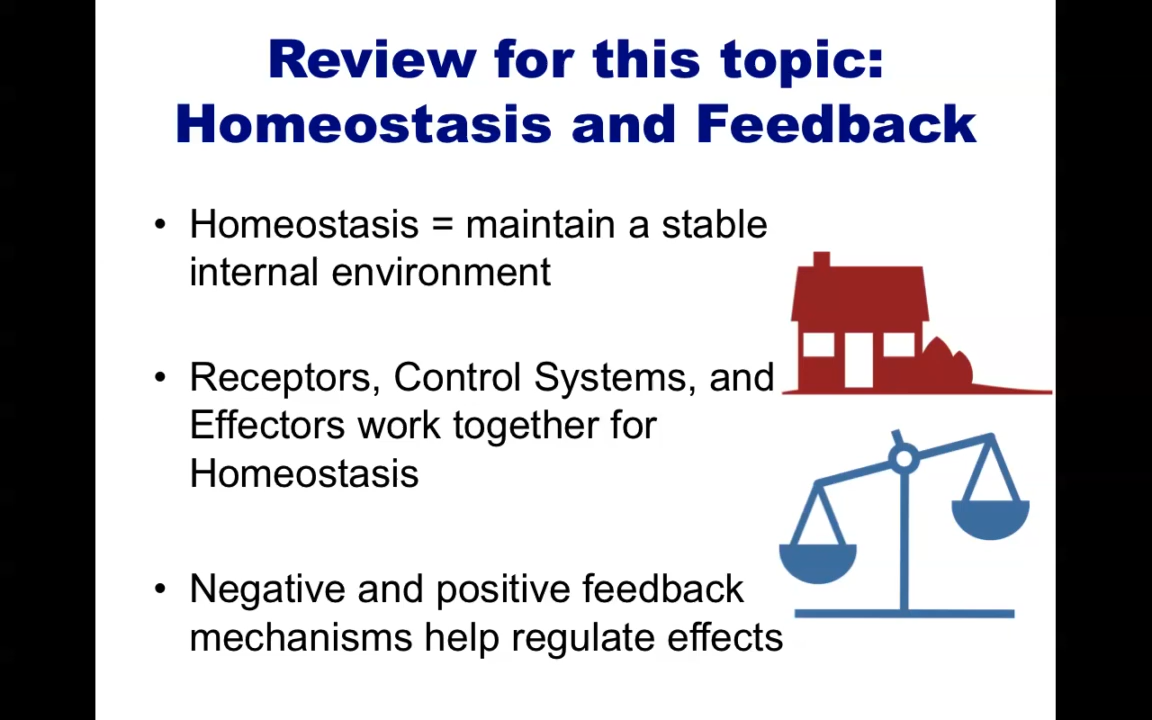 Review for this topic:
Homeostasis and Feedback
• Homeostasis = maintain a stable
internal environment
• Receptors, Control Systems, and
Effectors work together for
Homeostasis
• Negative and positive feedback
mechanisms help regulate effects